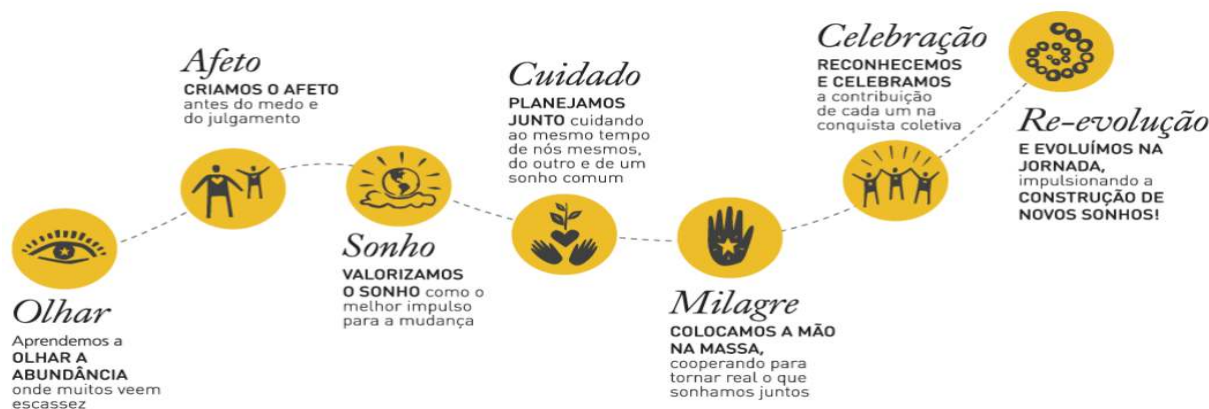 Olhar
Aprendemos a
OLHAR A
ABUNDÂNCIA
onde muitos veem
escassez
Afeto
CRIAMOS O AFETO
antes do medo e
do julgamento
Sonho
VALORIZAMOS
O SONHO como o
melhor impulso
para a mudança
Cuidado
PLANEJAMOS
JUNTO cuidando
ao mesmo tempo
de nós mesmos,
do outro e de um
sonho comum
Milagre
COLOCAMOS A MÃO
NA MASSA,
cooperando para
tornar real o que
sonhamos juntos
Celebração
RECONHECEMOS
E CELEBRAMOS
a contribuição
de cada um na
conquista coletiva
Re-evolução
E EVOLUÍMOS NA
JORNADA,
impulsionando a
CONSTRUÇÃO DE
NOVOS SONHOS!